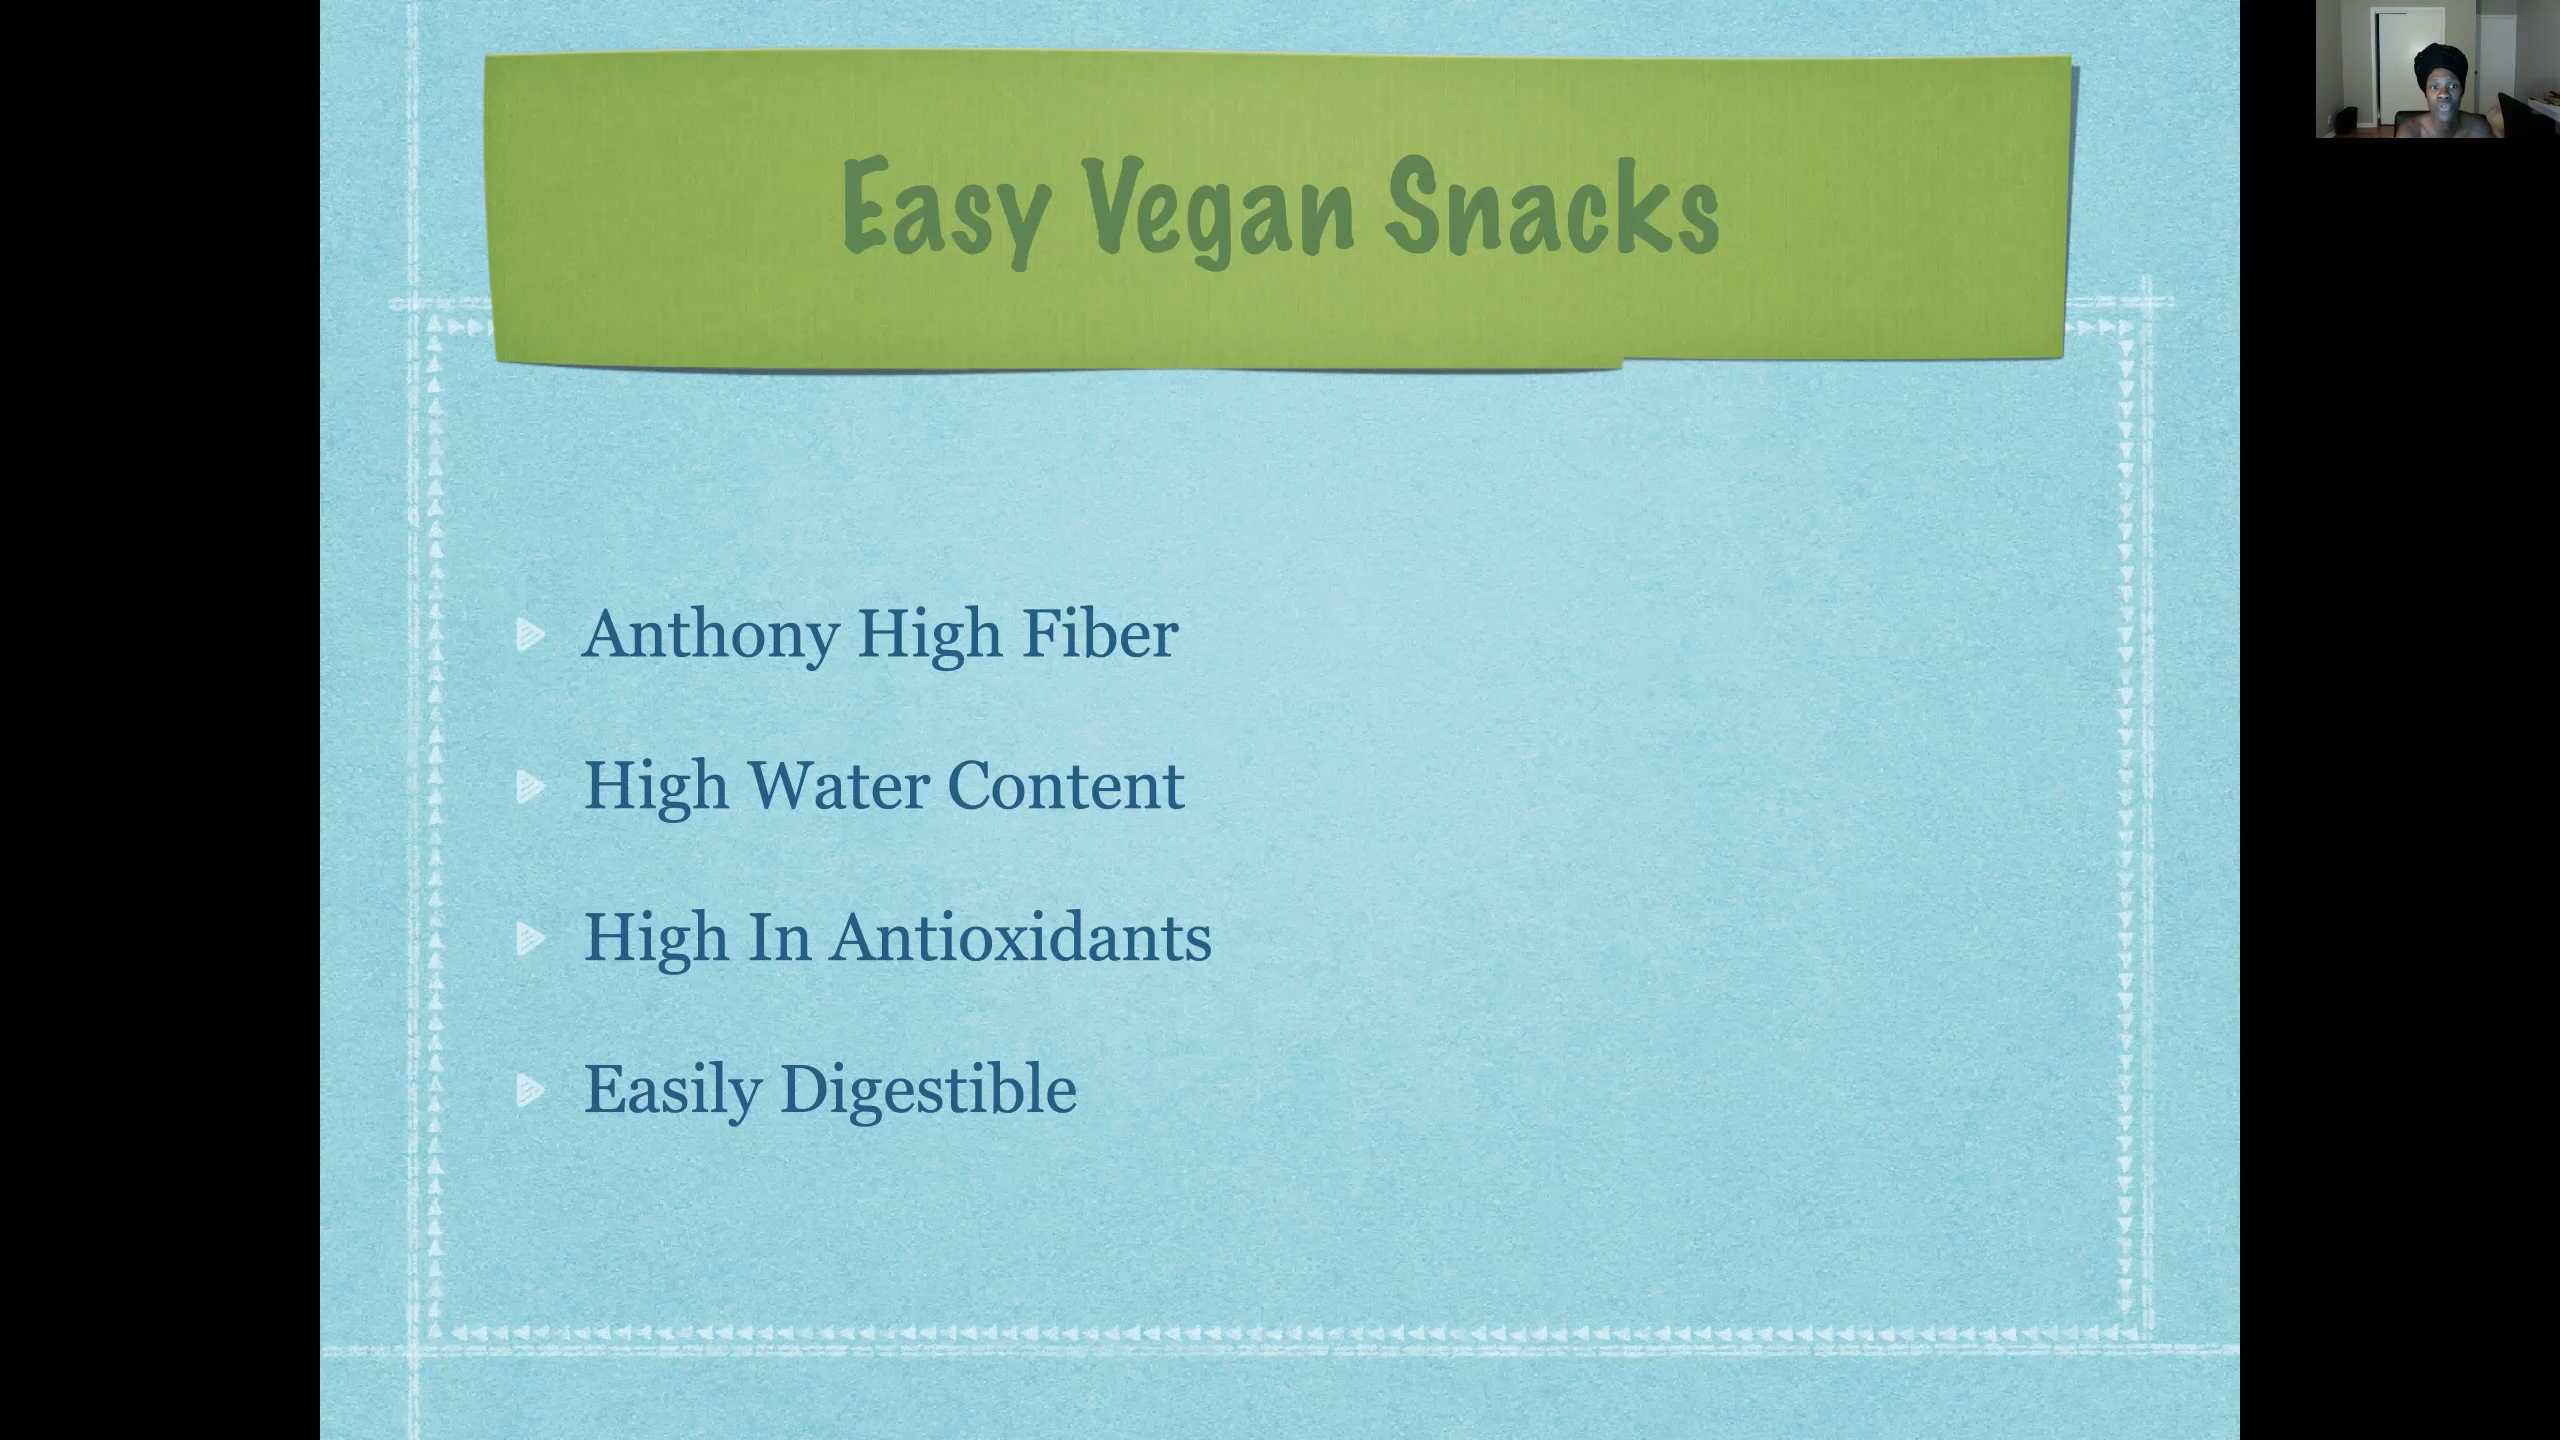 Easy Vegan Snacks
Anthony High Fiber
High Water Content
High In Antioxidants
Easily Digestible